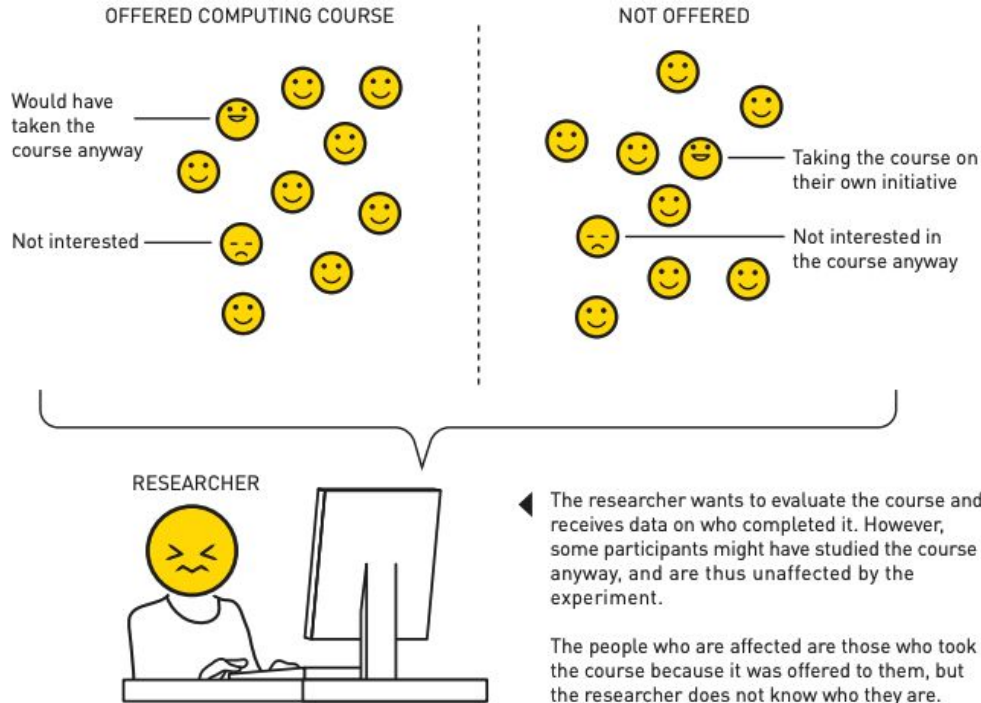 OFFERED COMPUTING COURSE
NOT OFFERED
Would have
taken the
course anyway
Not interested
Taking the course on
their own initiative
Not interested in
the course anyway
RESEARCHER
The researcher wants to evaluate the course and
receives data on who completed it. However,
some participants might have studied the course
anyway, and are thus unaffected by the
experiment.
The people who are affected are those who took
the course because it was offered to them, but
the researcher does not know who they are.